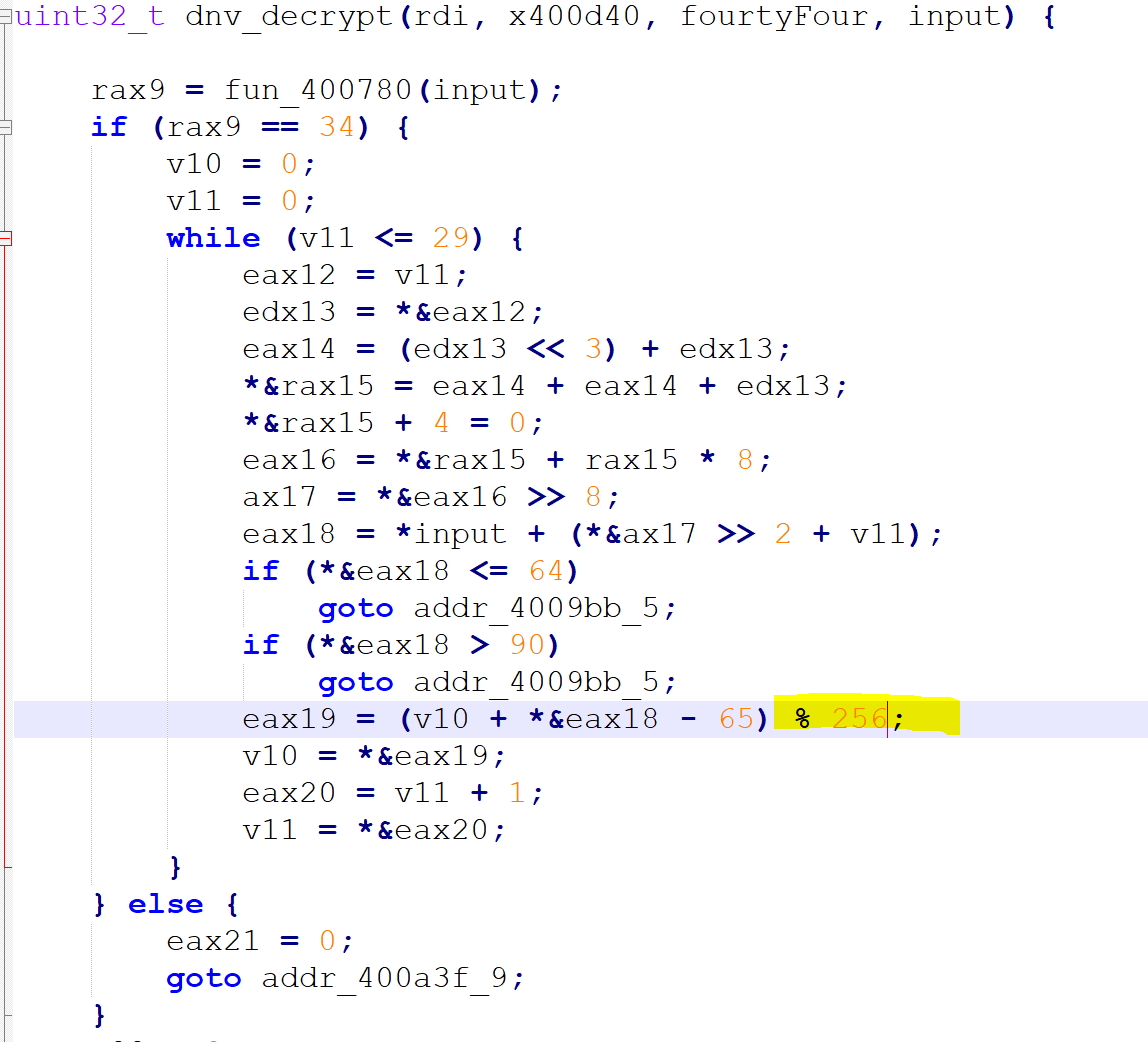 uint32_t dnv_decrypt(rdi, x400d40, fourtyFour, input) {
rax9 = fun_400780(input);
if (rax9 == 34) {
v10 = 0;
v11 = 0;
while (v11 <= 29) {
eax12 = v11;
edx13 = *&eax12;
eax14 = (edx13 << 3) + edx13;
*&rax15 = eax14 + eax14 + edx13;
*&rax15 + 4 = 0;
eax16 = *&rax15 + rax15 * 8;
ax17 = *&eax16 >> 8;
eax18 = *input + (*&ax17 >> 2 + v11);
if (*&eax18 <= 64)
goto addr_4009bb_5;
if (*&eax18 > 90)
goto addr_4009bb_5;
eax19 = (v10 + *&eax18 - 65) % 256;
v10 = *&eax19;
eax20 = v11 + 1;
v11 = *&eax20;
}
} else {
eax21 = 0;
goto addr_400a3f_9;
}